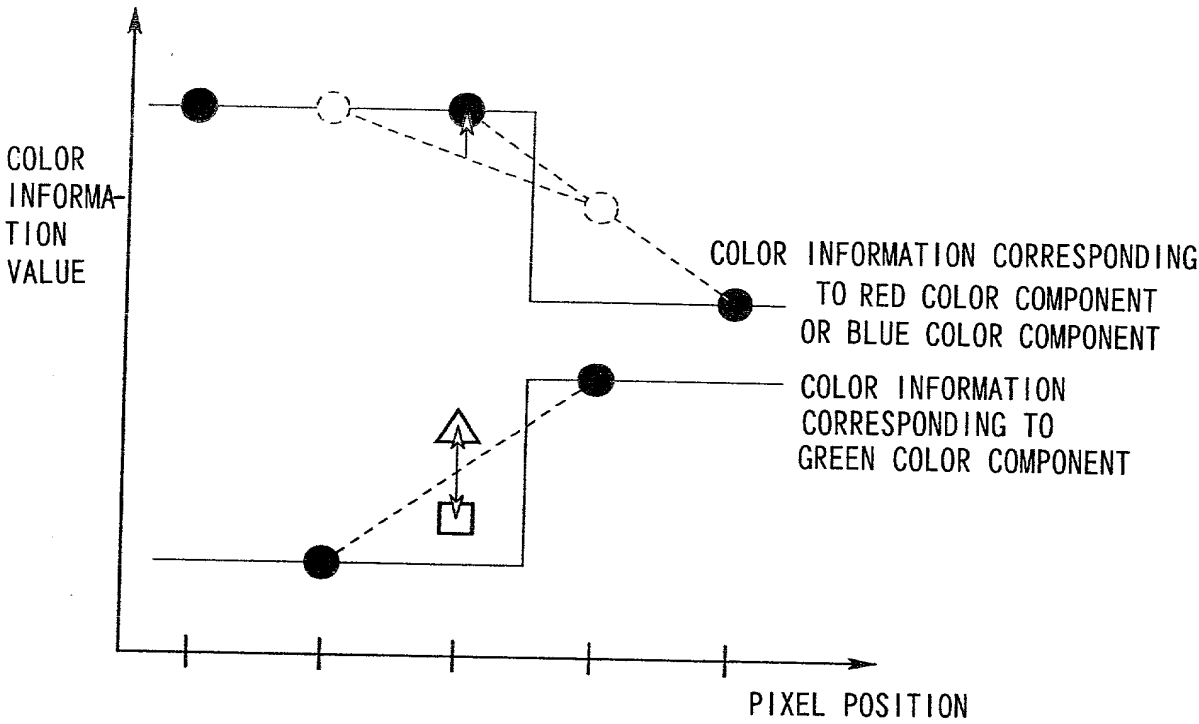 COLOR
INFORMA-
TION
VALUE
COLOR INFORMATION CORRESPONDING
TO RED COLOR COMPONENT
OR BLUE COLOR COMPONENT
COLOR INFORMATION
CORRESPONDING TO
GREEN COLOR COMPONENT
PIXEL POSITION